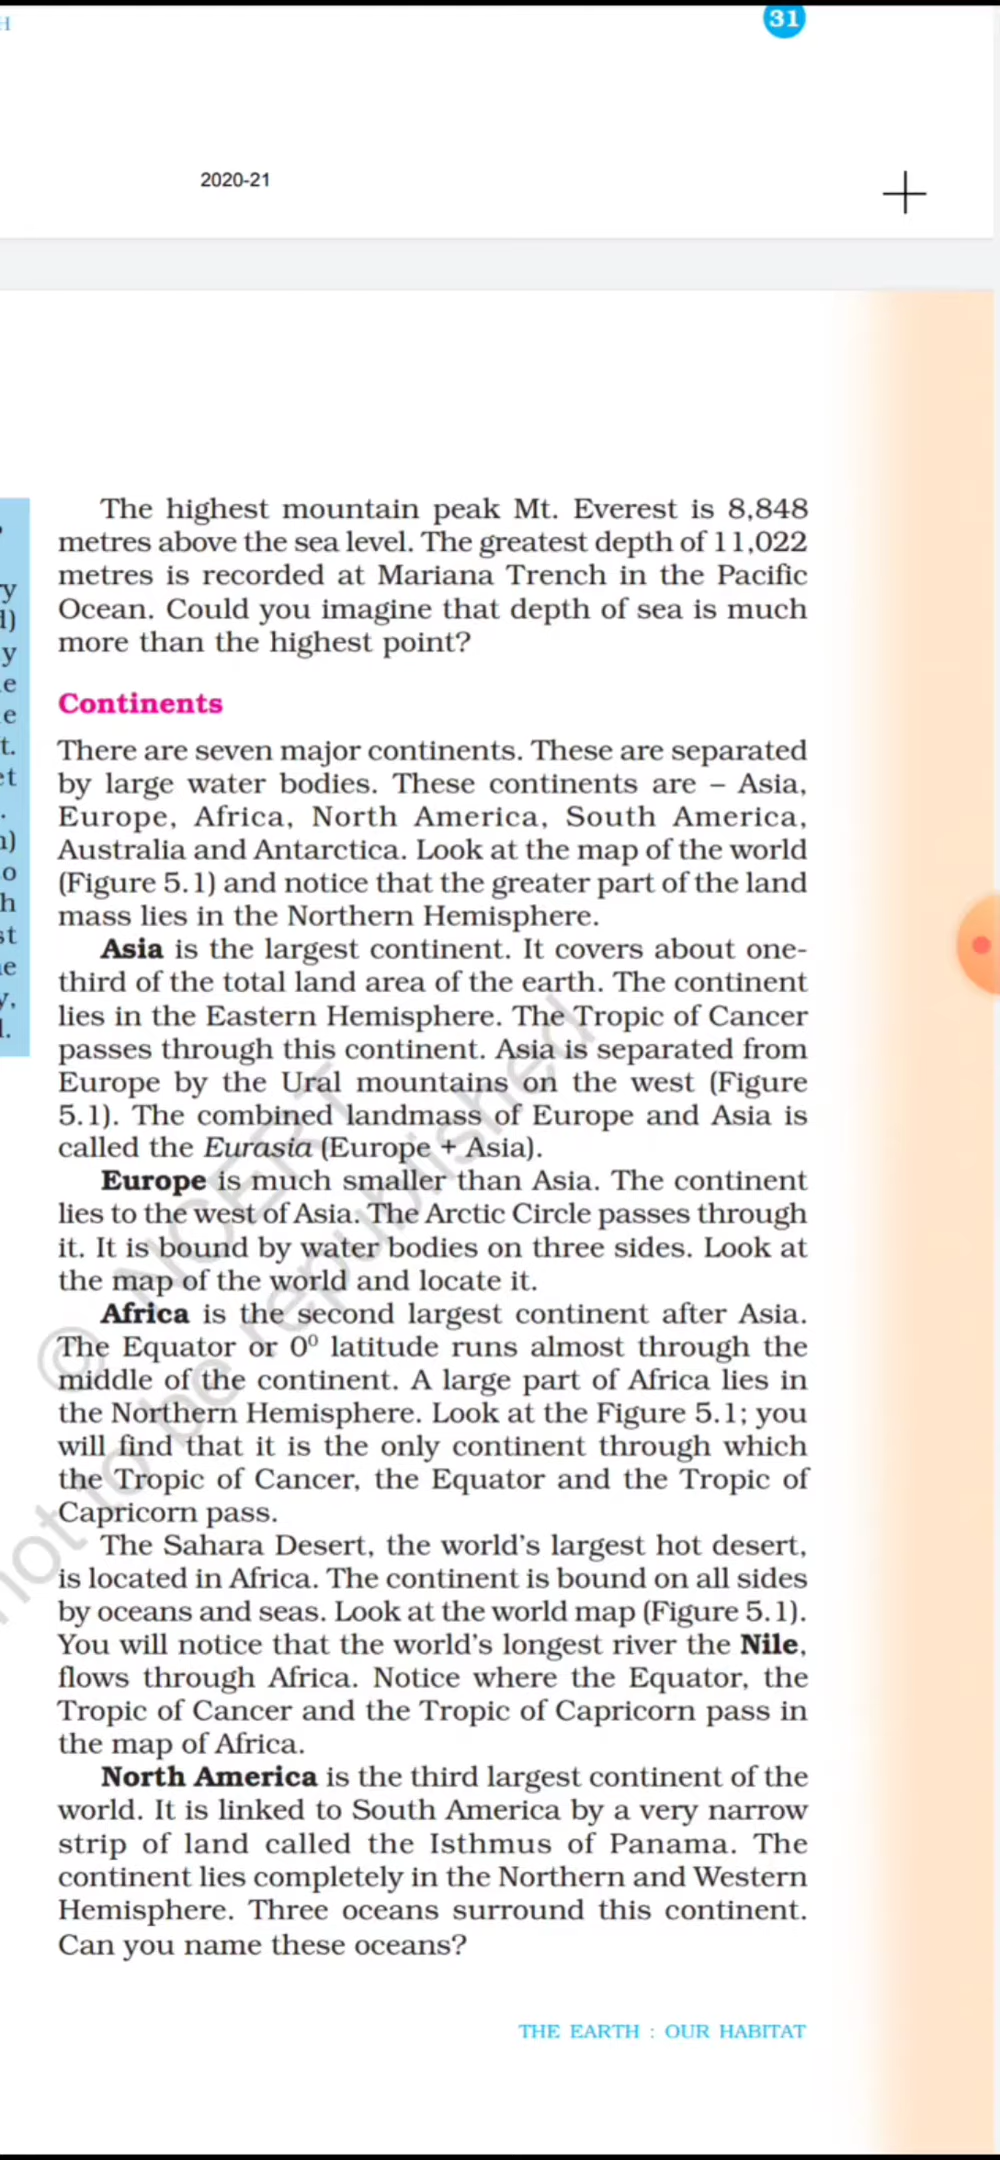 H
31
2020-21
The highest mountain peak Mt. Everest is 8,848
metres above the sea level. The greatest depth of 11,022
metres is recorded at Mariana Trench in the Pacific
Ocean. Could you imagine that depth of sea is much
more than the highest point?
Continents
There are seven major continents. These are separated
by large water bodies. These continents are – Asia,
Europe, Africa, North America, South America,
Australia and Antarctica. Look at the map of the world
(Figure 5.1) and notice that the greater part of the land
mass lies in the Northern Hemisphere.
Asia is the largest continent. It covers about one-
third of the total land area of the earth. The continent
lies in the Eastern Hemisphere. The Tropic of Cancer
passes through this continent. Asia is separated from
Europe by the Ural mountains on the west (Figure
5.1). The combined landmass of Europe and Asia is
called the Eurasia (Europe + Asia).
Europe is much smaller than Asia. The continent
lies to the west of Asia. The Arctic Circle passes through
it. It is bound by water bodies on three sides. Look at
the map of the world and locate it.
Africa is the second largest continent after Asia.
The Equator or 0⁰ latitude runs almost through the
middle of the continent. A large part of Africa lies in
the Northern Hemisphere. Look at the Figure 5.1; you
will find that it is the only continent through which
the Tropic of Cancer, the Equator and the Tropic of
Capricorn pass.
The Sahara Desert, the world’s largest hot desert,
is located in Africa. The continent is bound on all sides
by oceans and seas. Look at the world map (Figure 5.1).
You will notice that the world’s longest river the Nile,
flows through Africa. Notice where the Equator, the
Tropic of Cancer and the Tropic of Capricorn pass in
the map of Africa.
North America is the third largest continent of the
world. It is linked to South America by a very narrow
strip of land called the Isthmus of Panama. The
continent lies completely in the Northern and Western
Hemisphere. Three oceans surround this continent.
Can you name these oceans?
THE EARTH : OUR HABITAT
© NCERT
not to be republished